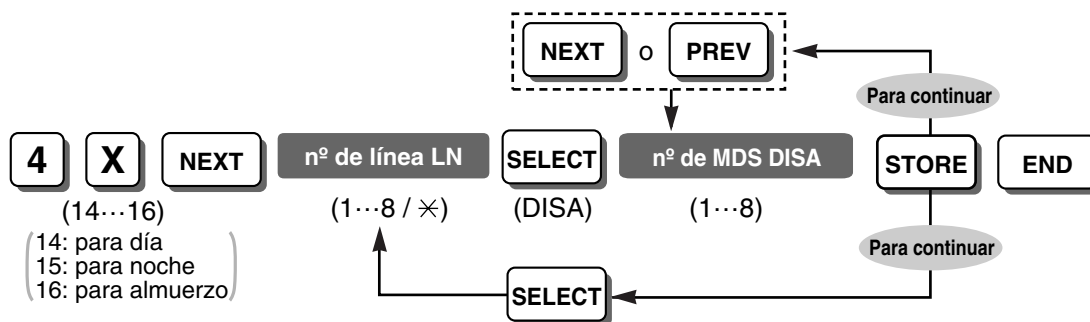 NEXT o PREV
Para continuar
4 X NEXT nº de línea LN SELECT nº de MDS DISA STORE END
(14···16) (1···8 / ✳) (DISA) (1···8)
14: para día
15: para noche
16: para almuerzo
Para continuar
SELECT